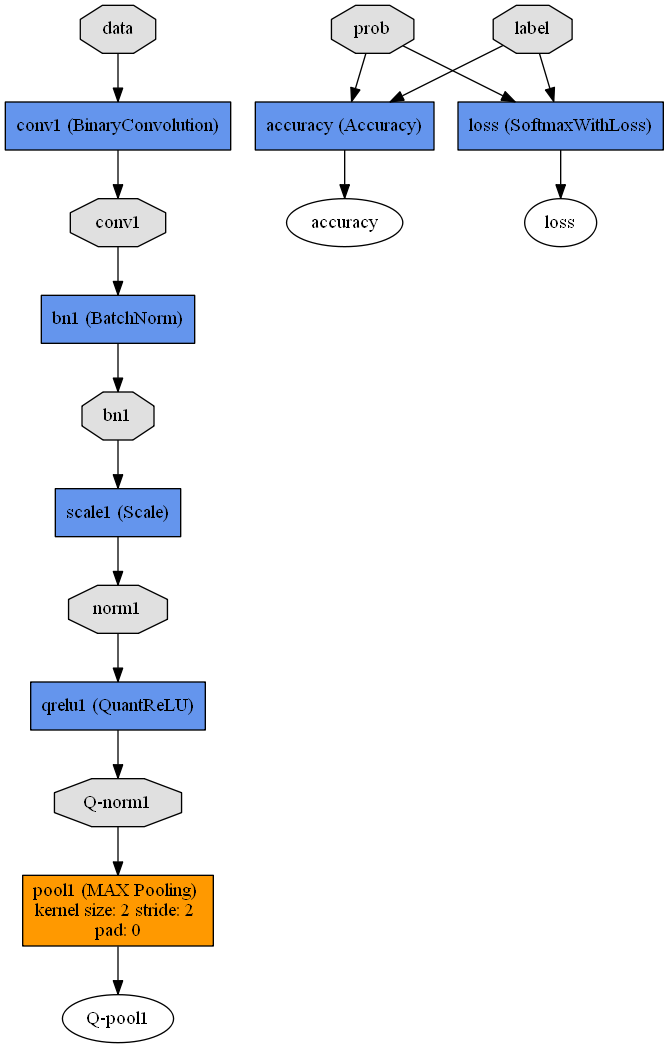 data
prob
label
conv1 (BinaryConvolution)
accuracy (Accuracy)
loss (SoftmaxWithLoss)
conv1
accuracy
loss
bn1 (BatchNorm)
bn1
scale1 (Scale)
norm1
qrelu1 (QuantReLU)
Q-norm1
pool1 (MAX Pooling)
kernel size: 2 stride: 2
pad: 0
Q-pool1